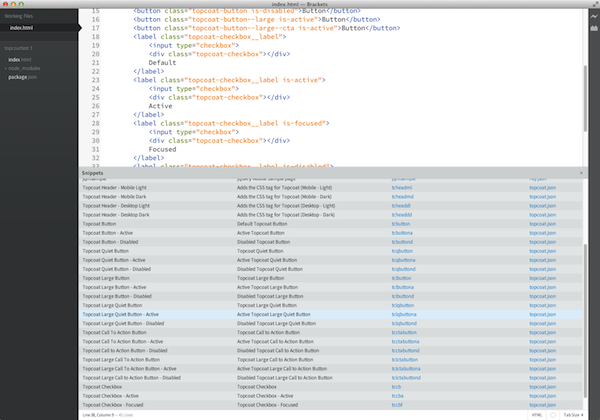 index.html — Brackets
Working Files
index.html
topcoattest 1
index.html
node_modules
package.json
15 <button class="topcoat-button is-disabled">Button</button>
16 <button class="topcoat-button--large is-active">Button</button>
17 <button class="topcoat-button--large--cta is-active">Button</button>
18 <label class="topcoat-checkbox__label">
19 <input type="checkbox">
20 <div class="topcoat-checkbox"></div>
21 Default
22 </label>
23 <label class="topcoat-checkbox__label is-active">
24 <input type="checkbox">
25 <div class="topcoat-checkbox"></div>
26 Active
27 </label>
28 <label class="topcoat-checkbox__label is-focused">
29 <input type="checkbox">
30 <div class="topcoat-checkbox"></div>
31 Focused
32 </label>
33 <label class="topcoat-checkbox__label is-disabled">
Snippets ×
Topcoat Header - Mobile Light Adds the CSS tag for Topcoat (Mobile - Light) tcheadml topcoat.json
Topcoat Header - Mobile Dark Adds the CSS tag for Topcoat (Mobile - Dark) tcheadmd topcoat.json
Topcoat Header - Desktop Light Adds the CSS tag for Topcoat (Desktop - Light) tcheaddl topcoat.json
Topcoat Header - Desktop Dark Adds the CSS tag for Topcoat (Desktop - Dark) tcheaddd topcoat.json
Topcoat Button Default Topcoat Button tcbutton topcoat.json
Topcoat Button - Active Active Topcoat Button tcbuttona topcoat.json
Topcoat Button - Disabled Disabled Topcoat Button tcbuttond topcoat.json
Topcoat Quiet Button Topcoat Quiet Button tcqbutton topcoat.json
Topcoat Quiet Button - Active Active Topcoat Quiet Button tcqbuttona topcoat.json
Topcoat Quiet Button - Disabled Disabled Topcoat Quiet Button tcqbuttond topcoat.json
Topcoat Large Button Topcoat Large Button tclbutton topcoat.json
Topcoat Large Button - Active Active Topcoat Large Button tclbuttona topcoat.json
Topcoat Large Button - Disabled Disabled Topcoat Large Button tclbuttond topcoat.json
Topcoat Large Quiet Button Topcoat Large Quiet Button tclqbutton topcoat.json
Topcoat Large Quiet Button - Active Active Topcoat Large Quiet Button tclqbuttona topcoat.json
Topcoat Large Quiet Button - Disabled Disabled Topcoat Large Quiet Button tclqbuttond topcoat.json
Topcoat Call To Action Button Topcoat Call to Action Button tcctabutton topcoat.json
Topcoat Call To Action Button - Active Active Topcoat Call to Action Button tcctabuttona topcoat.json
Topcoat Call to Action Button - Disabled Disabled Topcoat Call to Action Button tcctabuttond topcoat.json
Topcoat Large Call To Action Button Topcoat Large Call To Action Button topcoat.json
Topcoat Large Call To Action Button - Active Active Topcoat Large Call To Action Button topcoat.json
Topcoat Large Call To Action Button - Disabled Disabled Topcoat Large Call To Action Button topcoat.json
Topcoat Checkbox Topcoat Checkbox tccb topcoat.json
Topcoat Checkbox - Active Topcoat Checkbox - Active tccba topcoat.json
Topcoat Checkbox - Focused Topcoat Checkbox - Focused tccbf topcoat.json
Line 38, Column 9 HTML Tab Size